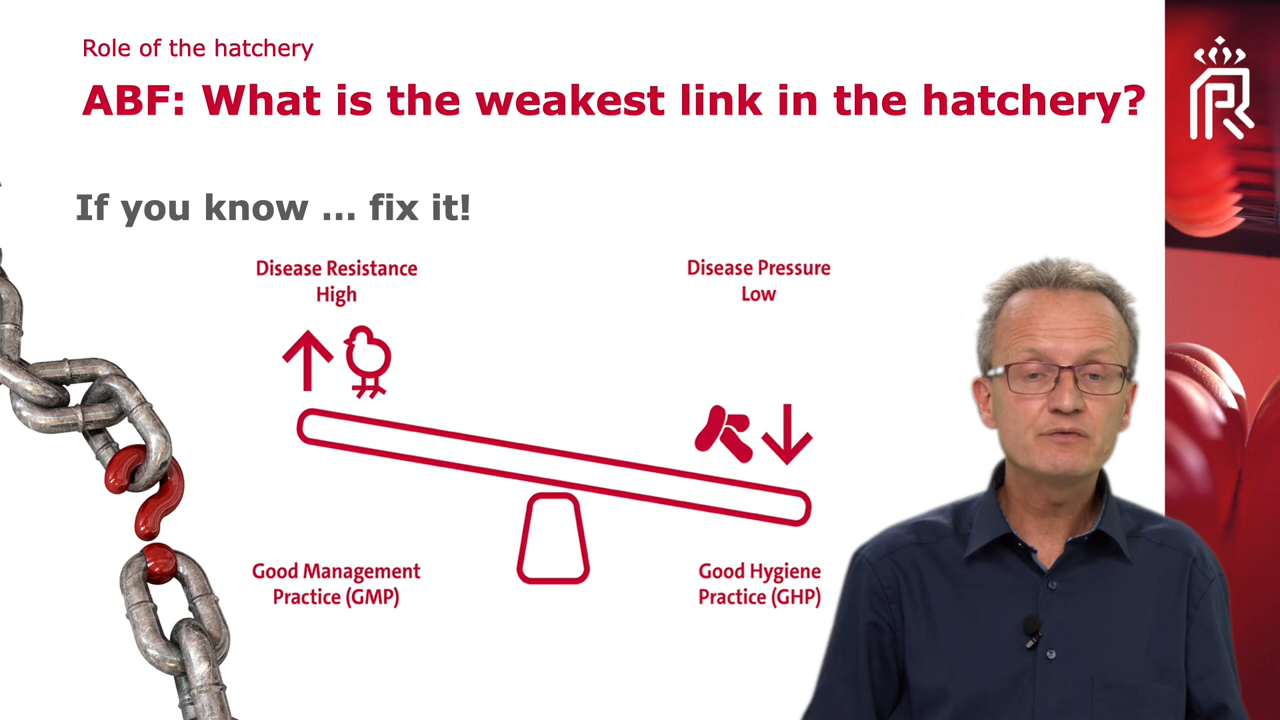 Role of the hatchery
ABF: What is the weakest link in the hatchery?
If you know ... fix it!
Disease Resistance
High
Disease Pressure
Low
Good Management
Practice (GMP)
Good Hygiene
Practice (GHP)